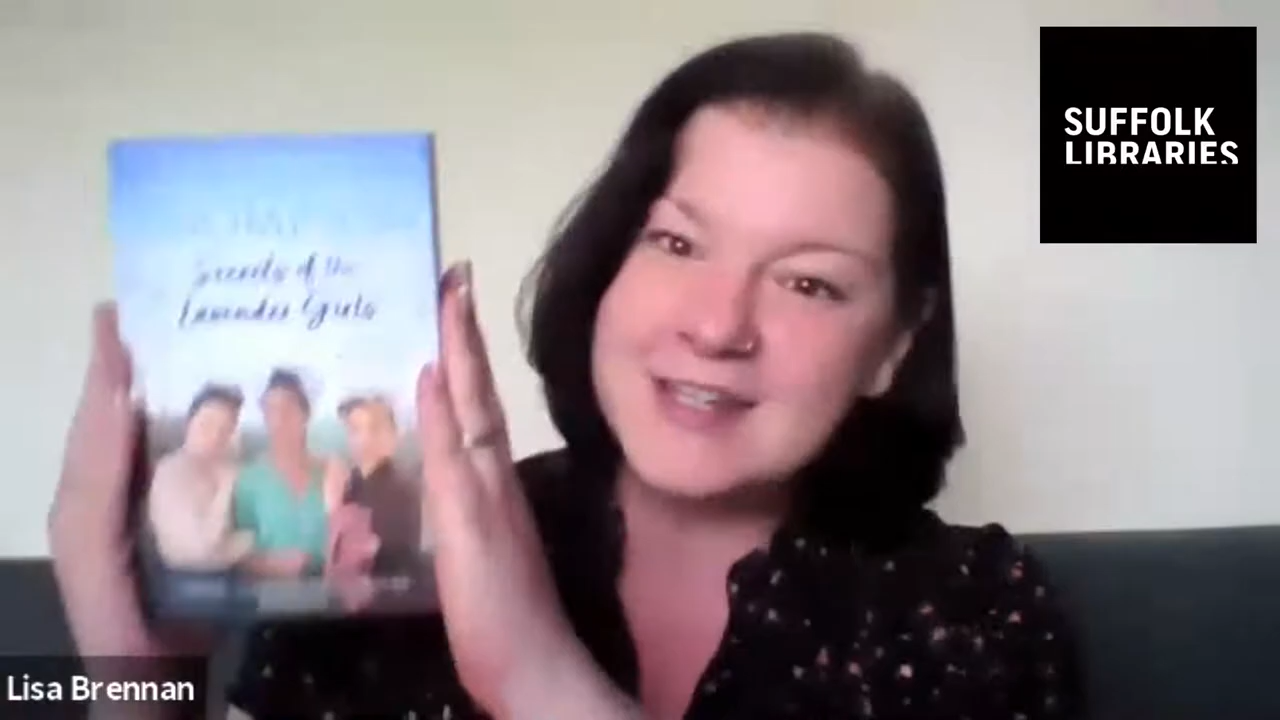 SUFFOLK
LIBRARIES
Secrets of the
Lavender Girls
Lisa Brennan